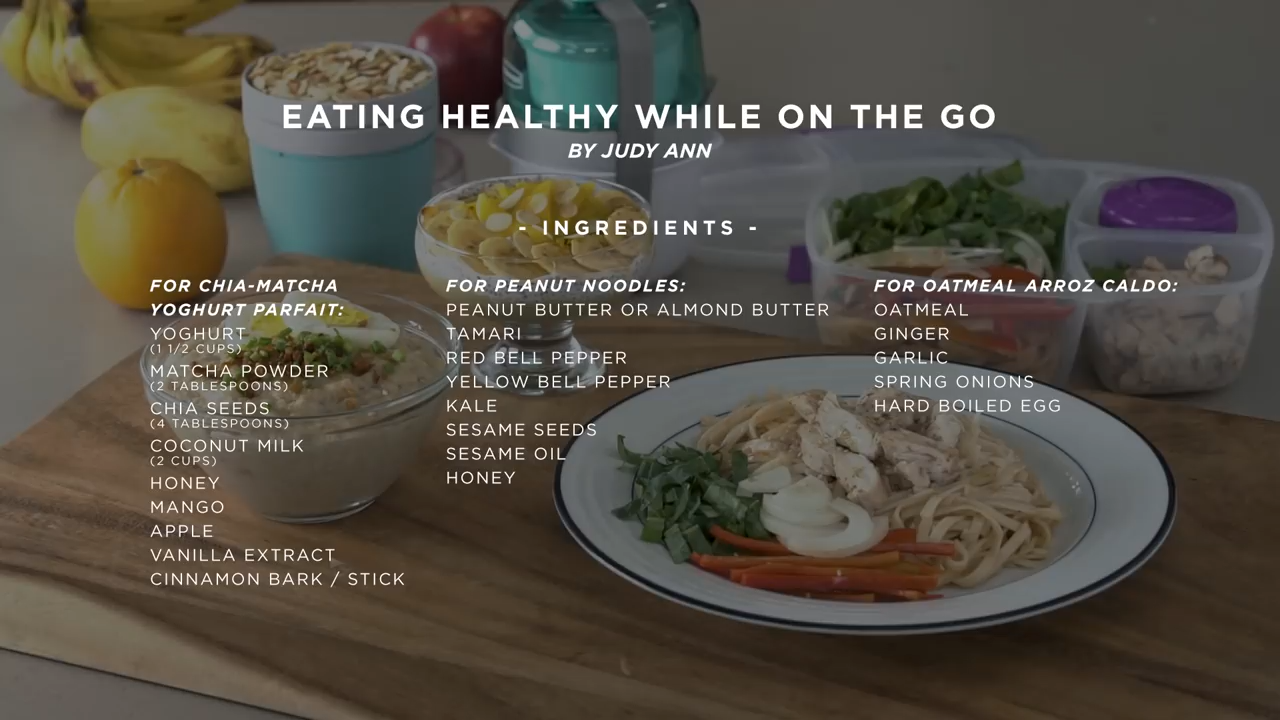 EATING HEALTHY WHILE ON THE GO
BY JUDY ANN
- INGREDIENTS -
FOR CHIA-MATCHA
YOGHURT PARFAIT:
YOGHURT
(1 1/2 CUPS)
MATCHA POWDER
(2 TABLESPOONS)
CHIA SEEDS
(4 TABLESPOONS)
COCONUT MILK
(2 CUPS)
HONEY
MANGO
APPLE
VANILLA EXTRACT
CINNAMON BARK / STICK
FOR PEANUT NOODLES:
PEANUT BUTTER OR ALMOND BUTTER
TAMARI
RED BELL PEPPER
YELLOW BELL PEPPER
KALE
SESAME SEEDS
SESAME OIL
HONEY
FOR OATMEAL ARROZ CALDO:
OATMEAL
GINGER
GARLIC
SPRING ONIONS
HARD BOILED EGG